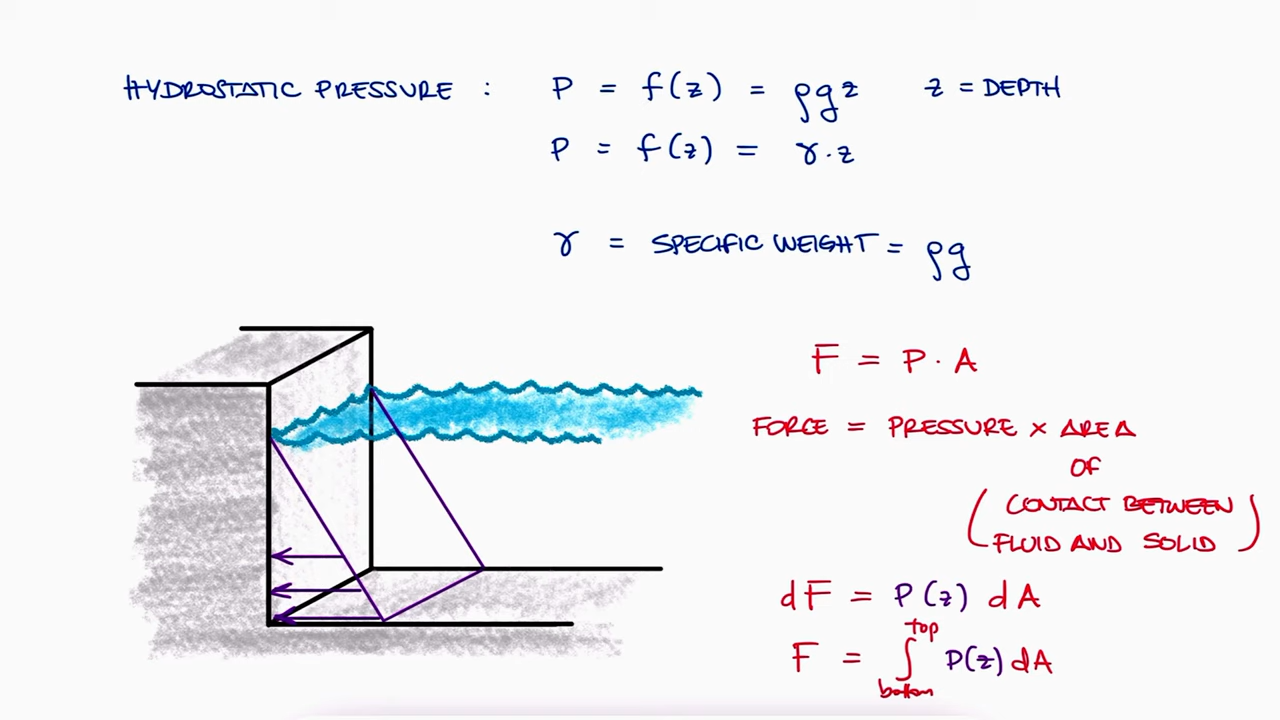 HYDROSTATIC PRESSURE : P = f(z) = ρgz z = DEPTH
P = f(z) = γ·z
γ = SPECIFIC WEIGHT = ρg
F = P · A
FORCE = PRESSURE × AREA
OF
( CONTACT BETWEEN
FLUID AND SOLID )
dF = P(z) dA
top
F = ∫ P(z) dA
bottom